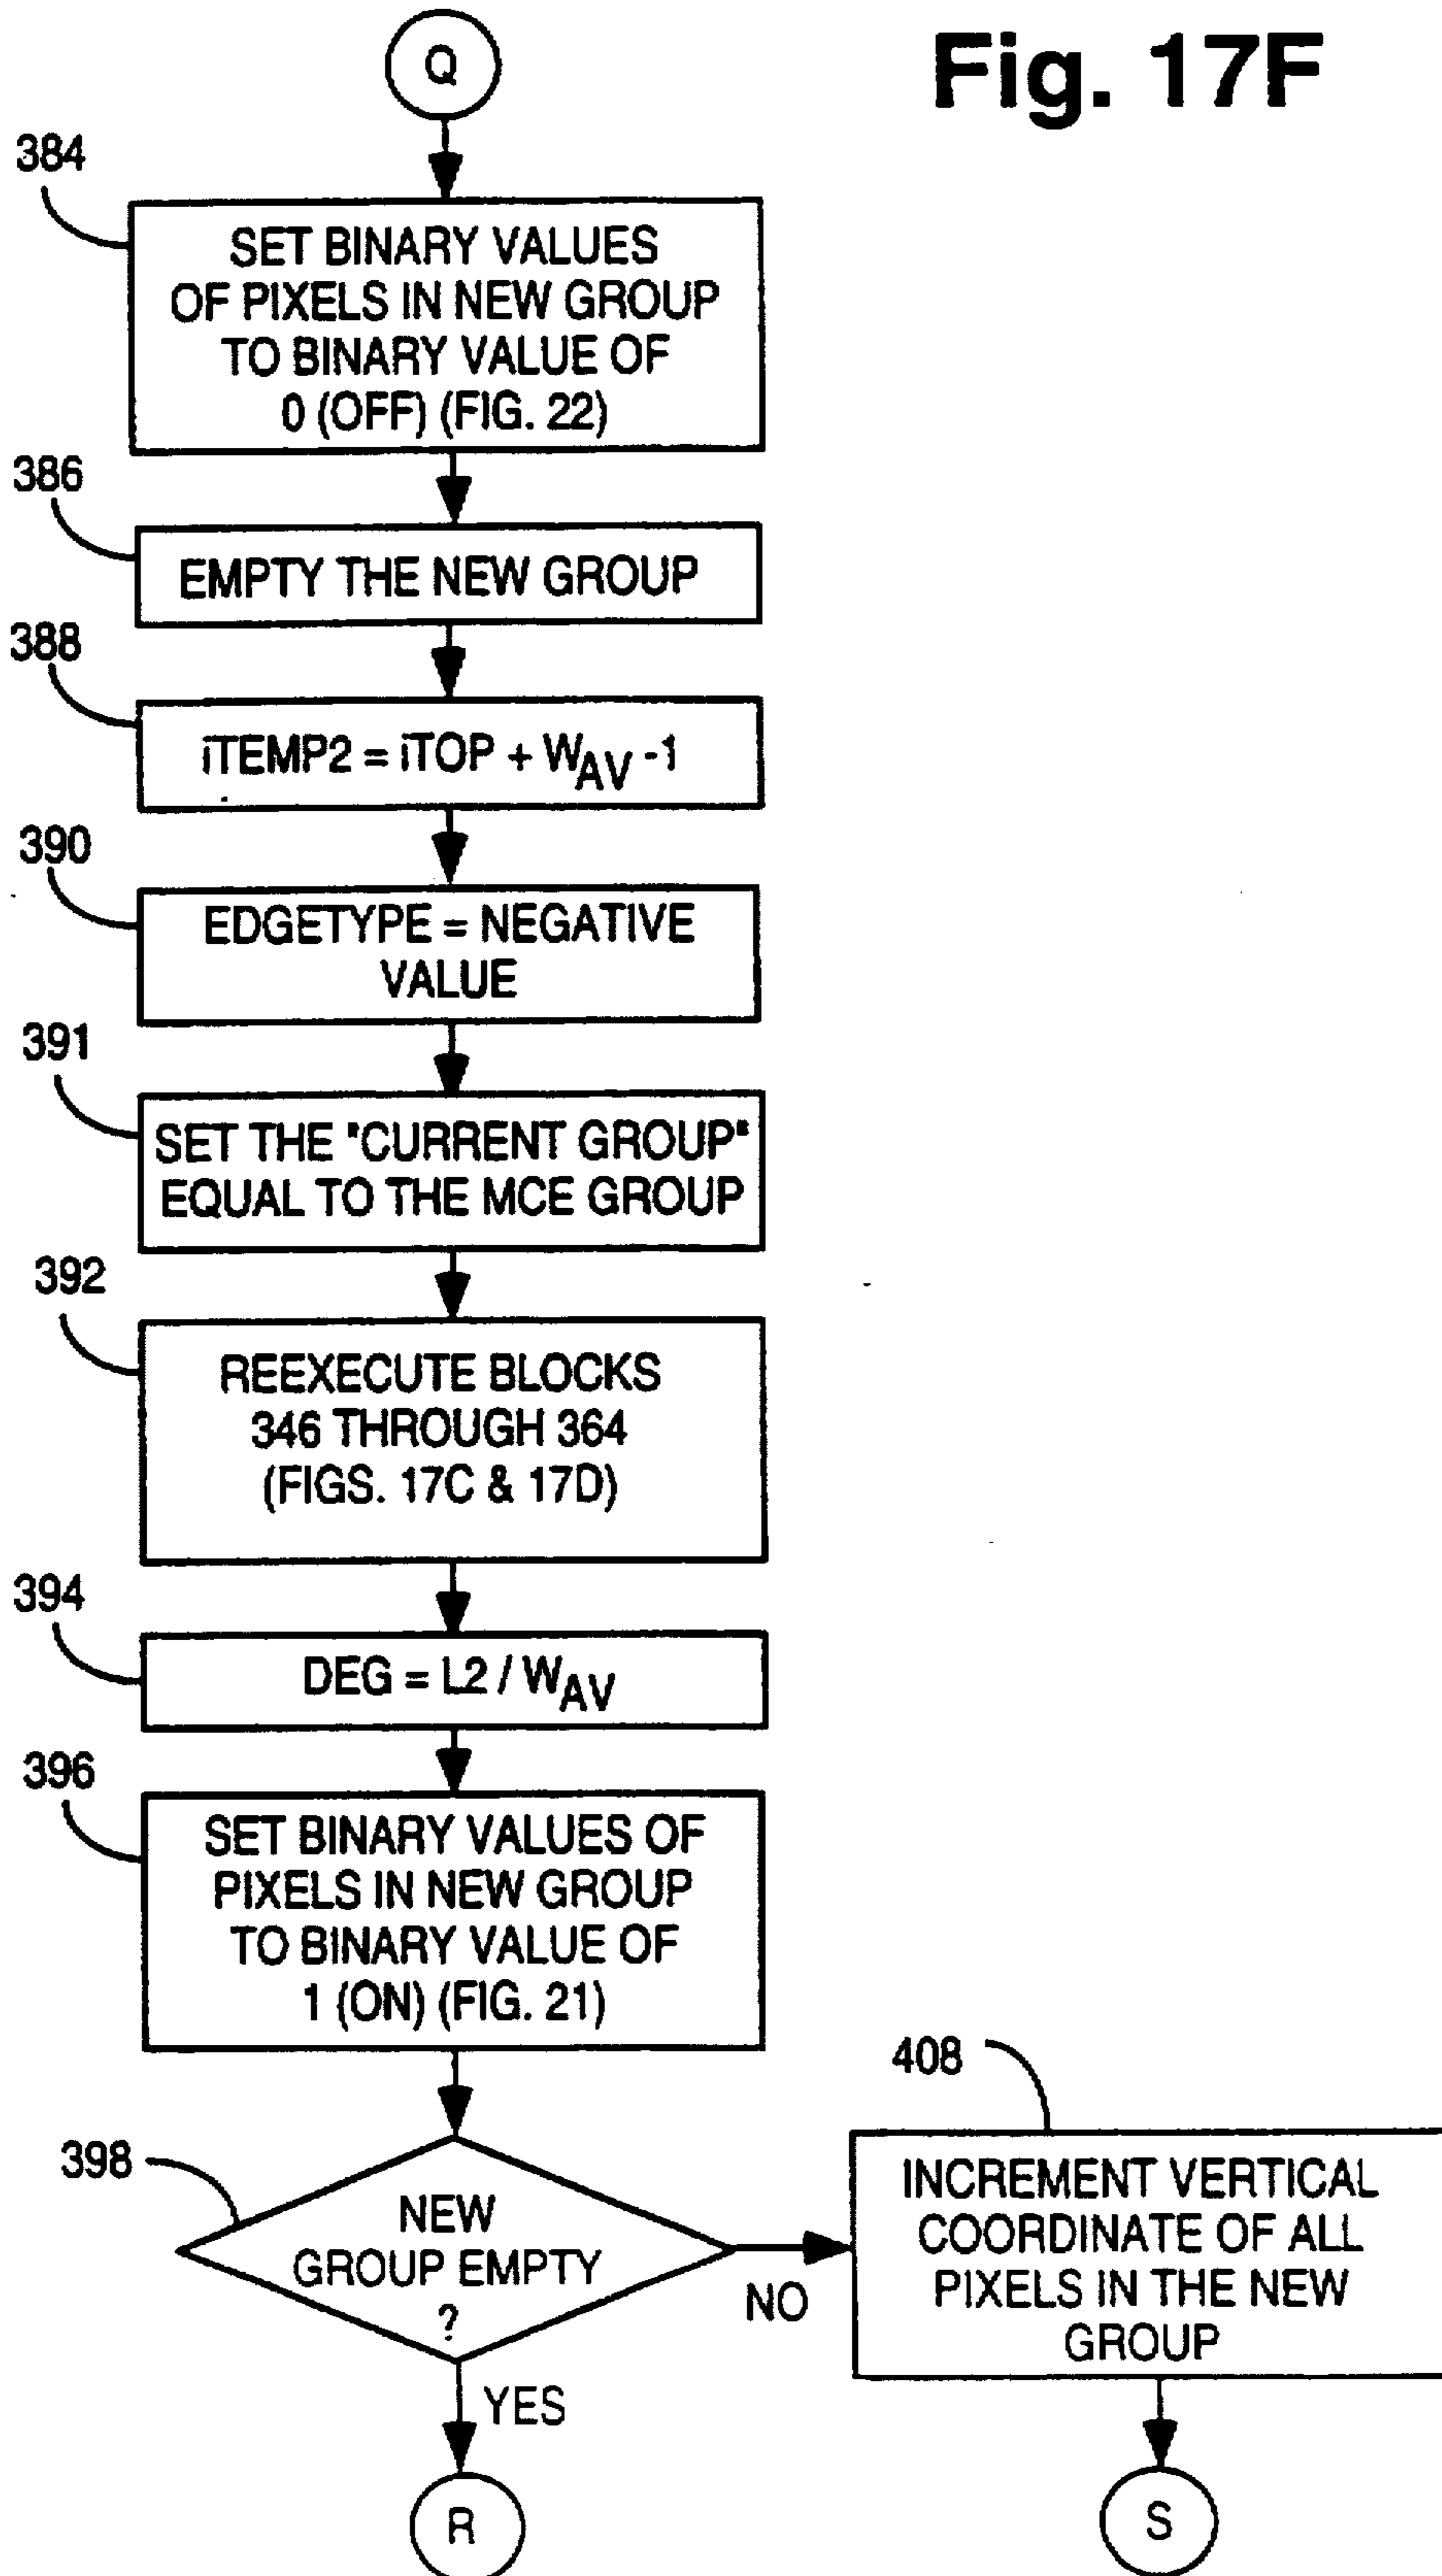 Fig. 17F
Q
384
SET BINARY VALUES
OF PIXELS IN NEW GROUP
TO BINARY VALUE OF
0 (OFF) (FIG. 22)
386
EMPTY THE NEW GROUP
388
iTEMP2 = iTOP + WAV -1
390
EDGETYPE = NEGATIVE
VALUE
391
SET THE "CURRENT GROUP"
EQUAL TO THE MCE GROUP
392
REEXECUTE BLOCKS
346 THROUGH 364
(FIGS. 17C & 17D)
394
DEG = L2 / WAV
396
SET BINARY VALUES OF
PIXELS IN NEW GROUP
TO BINARY VALUE OF
1 (ON) (FIG. 21)
398
NEW
GROUP EMPTY
?
NO
YES
R
408
INCREMENT VERTICAL
COORDINATE OF ALL
PIXELS IN THE NEW
GROUP
S